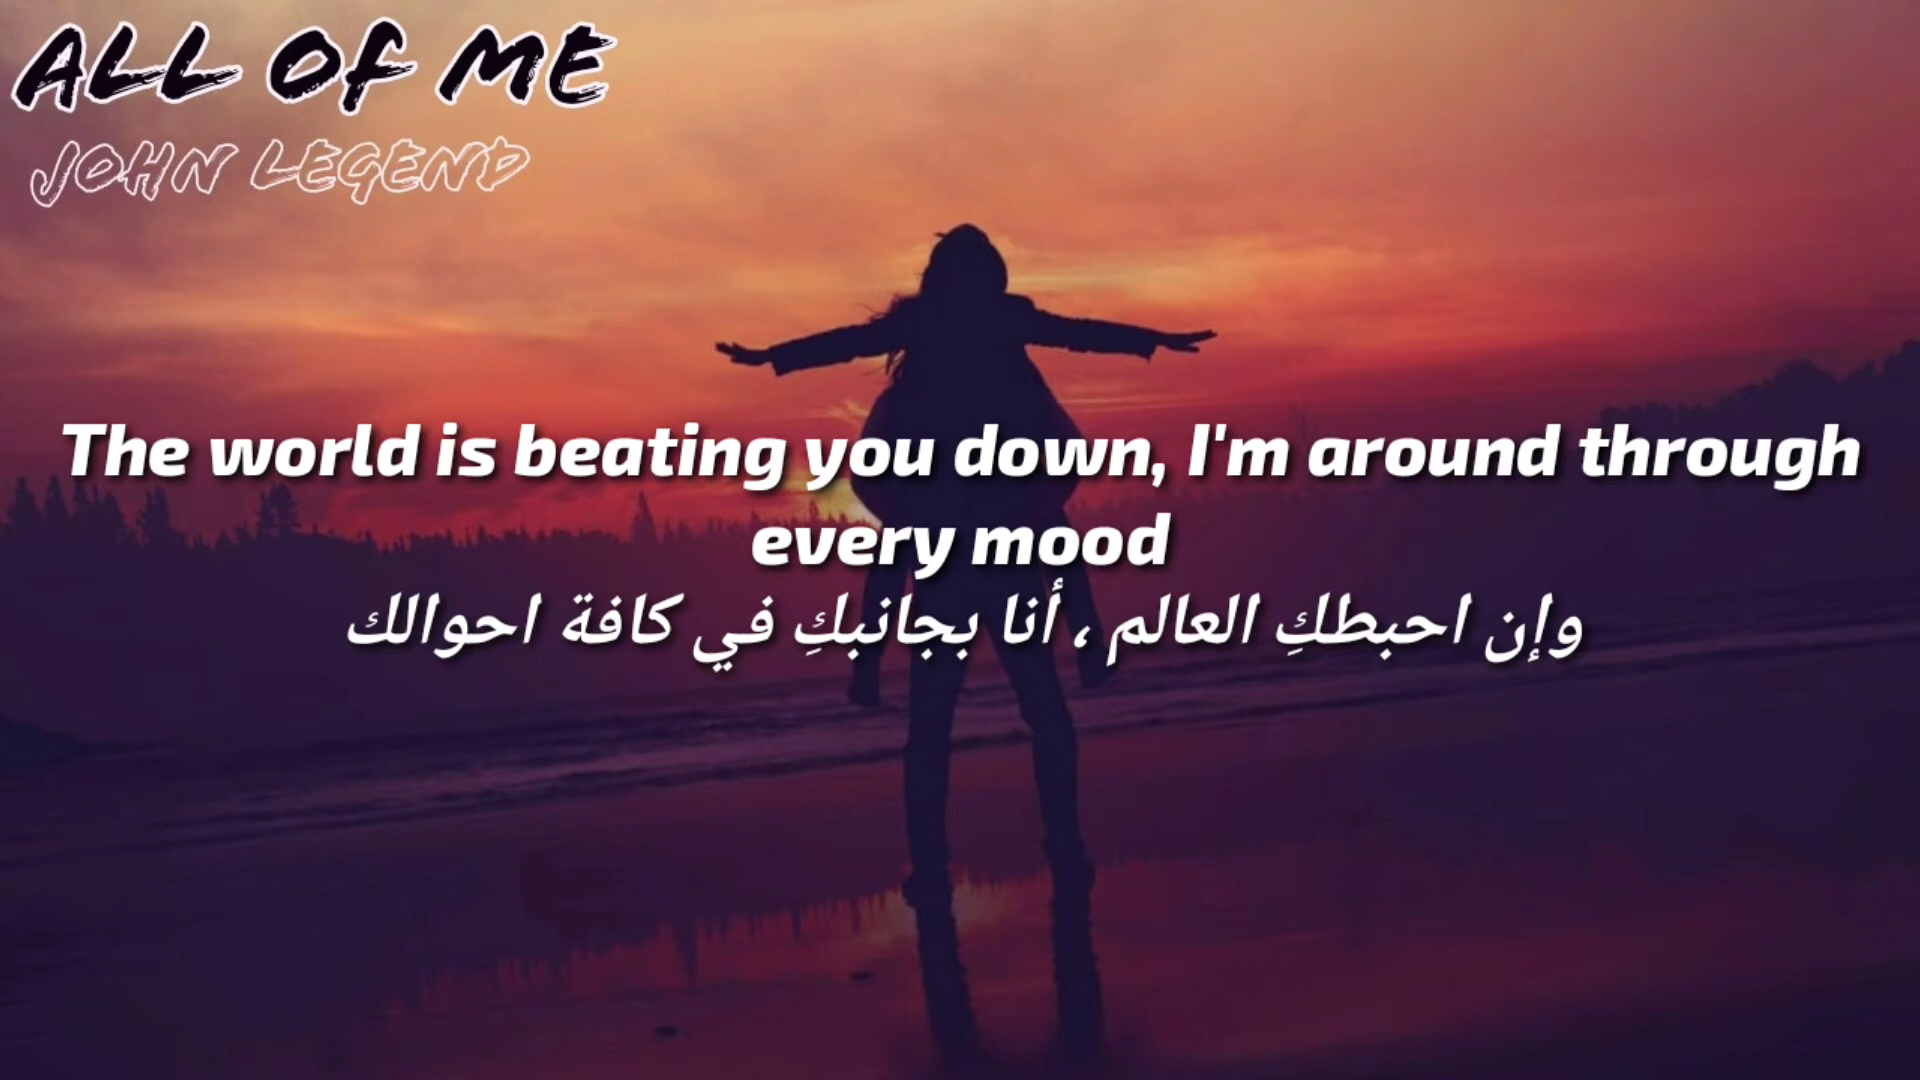 ALL OF ME
JOHN LEGEND
The world is beating you down, I'm around through
every mood
وإن احبطكِ العالم ، أنا بجانبكِ في كافة احوالك